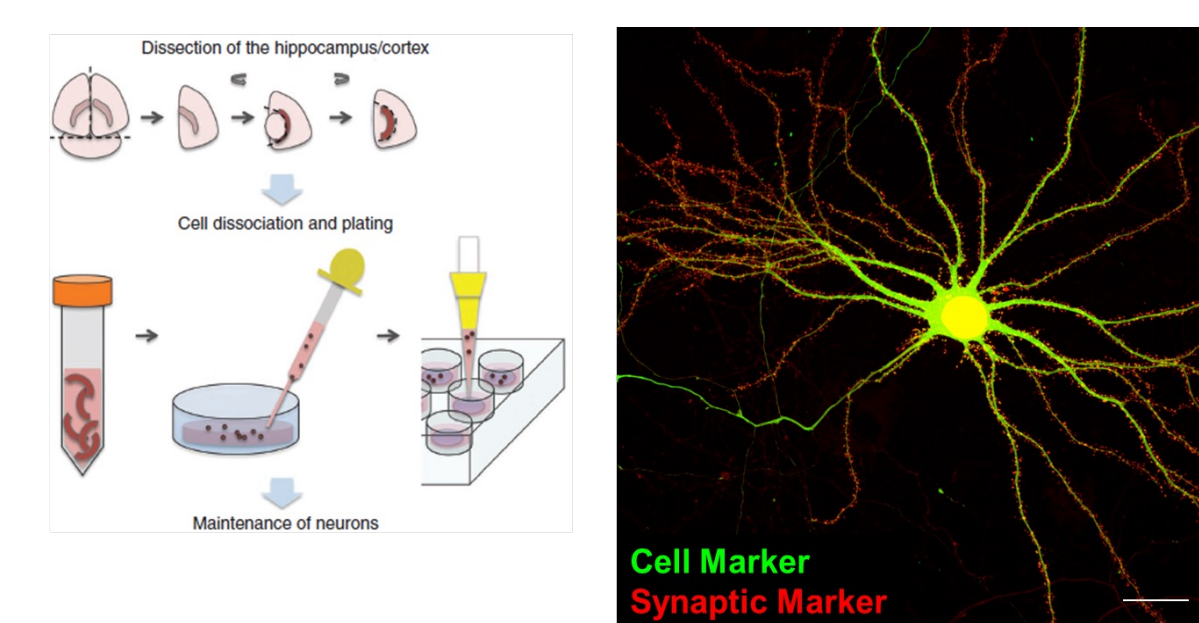 Dissection of the hippocampus/cortex
Cell dissociation and plating
Maintenance of neurons
Cell Marker
Synaptic Marker